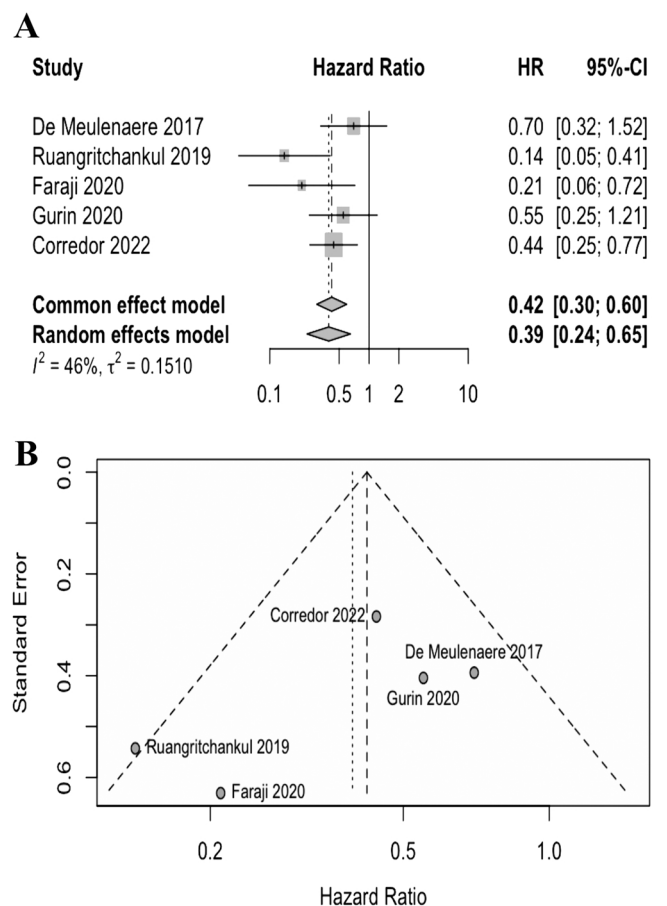 A
Study Hazard Ratio HR 95%-CI
De Meulenaere 2017 0.70 [0.32; 1.52]
Ruangritchankul 2019 0.14 [0.05; 0.41]
Faraji 2020 0.21 [0.06; 0.72]
Gurin 2020 0.55 [0.25; 1.21]
Corredor 2022 0.44 [0.25; 0.77]
Common effect model 0.42 [0.30; 0.60]
Random effects model 0.39 [0.24; 0.65]
I² = 46%, τ² = 0.1510
0.1 0.5 1 2 10
B
0.0
0.2
0.4
0.6
Standard Error
Corredor 2022
De Meulenaere 2017
Gurin 2020
Ruangritchankul 2019
Faraji 2020
0.2 0.5 1.0
Hazard Ratio